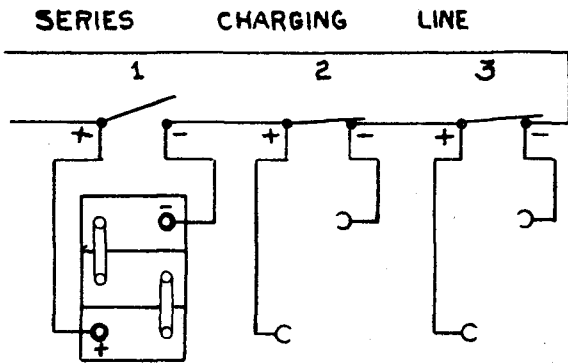 SERIES CHARGING LINE
1 2 3
+ - + - + -
-
+